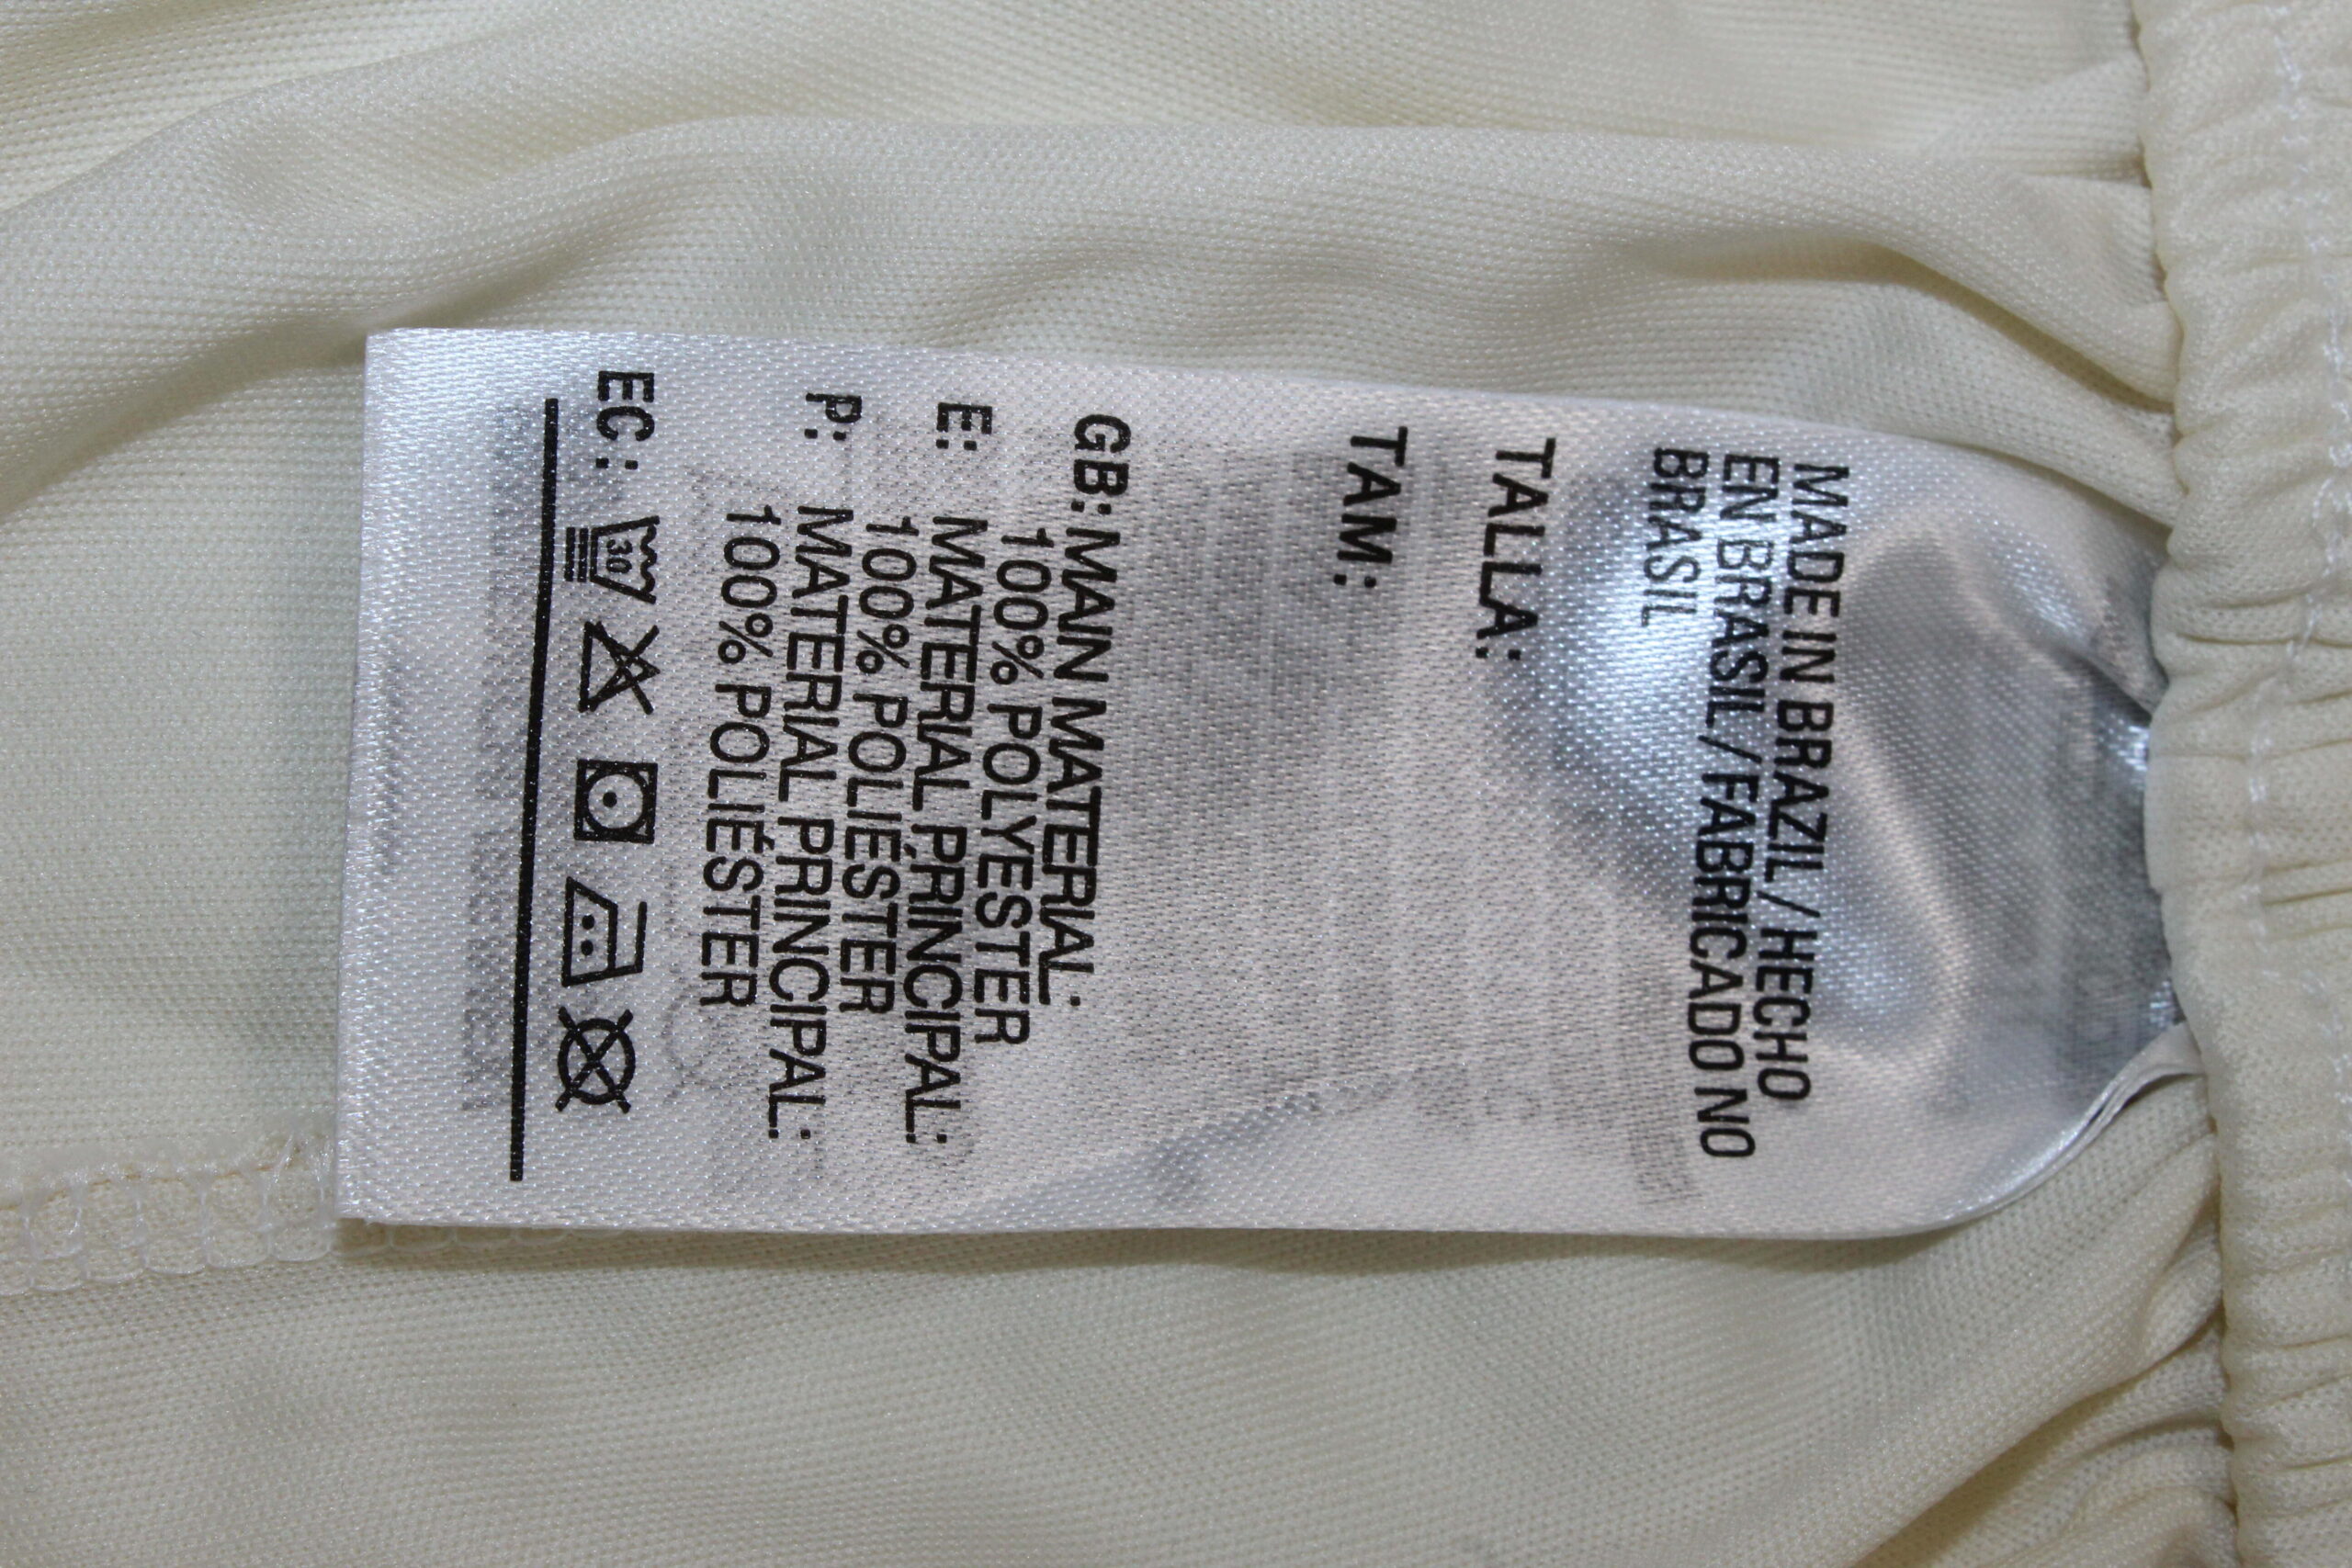 MADE IN BRAZIL / HECHO
EN BRASIL / FABRICADO NO
BRASIL
TALLA:
TAM:
GB: MAIN MATERIAL:
100% POLYESTER
E: MATERIAL PRINCIPAL:
100% POLIÉSTER
P: MATERIAL PRINCIPAL:
100% POLIÉSTER
EC: 30